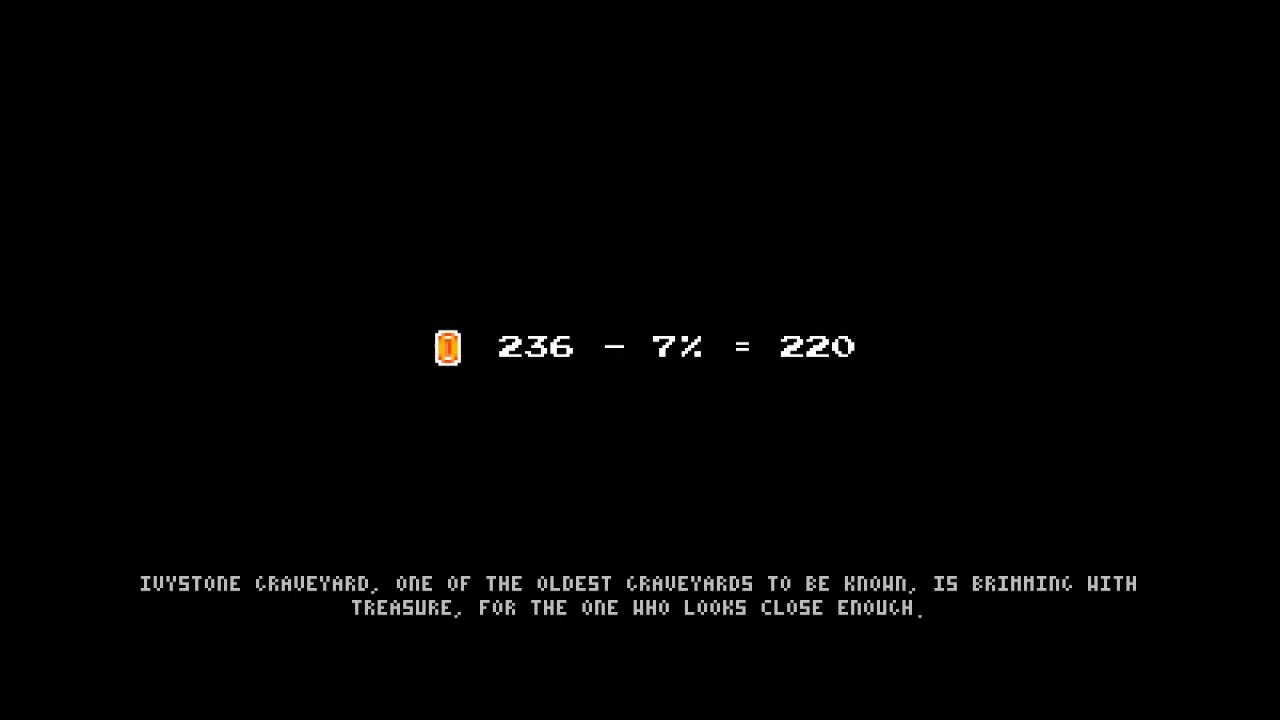 236 - 7% = 220
IVYSTONE GRAVEYARD, ONE OF THE OLDEST GRAVEYARDS TO BE KNOWN, IS BRIMMING WITH
TREASURE, FOR THE ONE WHO LOOKS CLOSE ENOUGH.